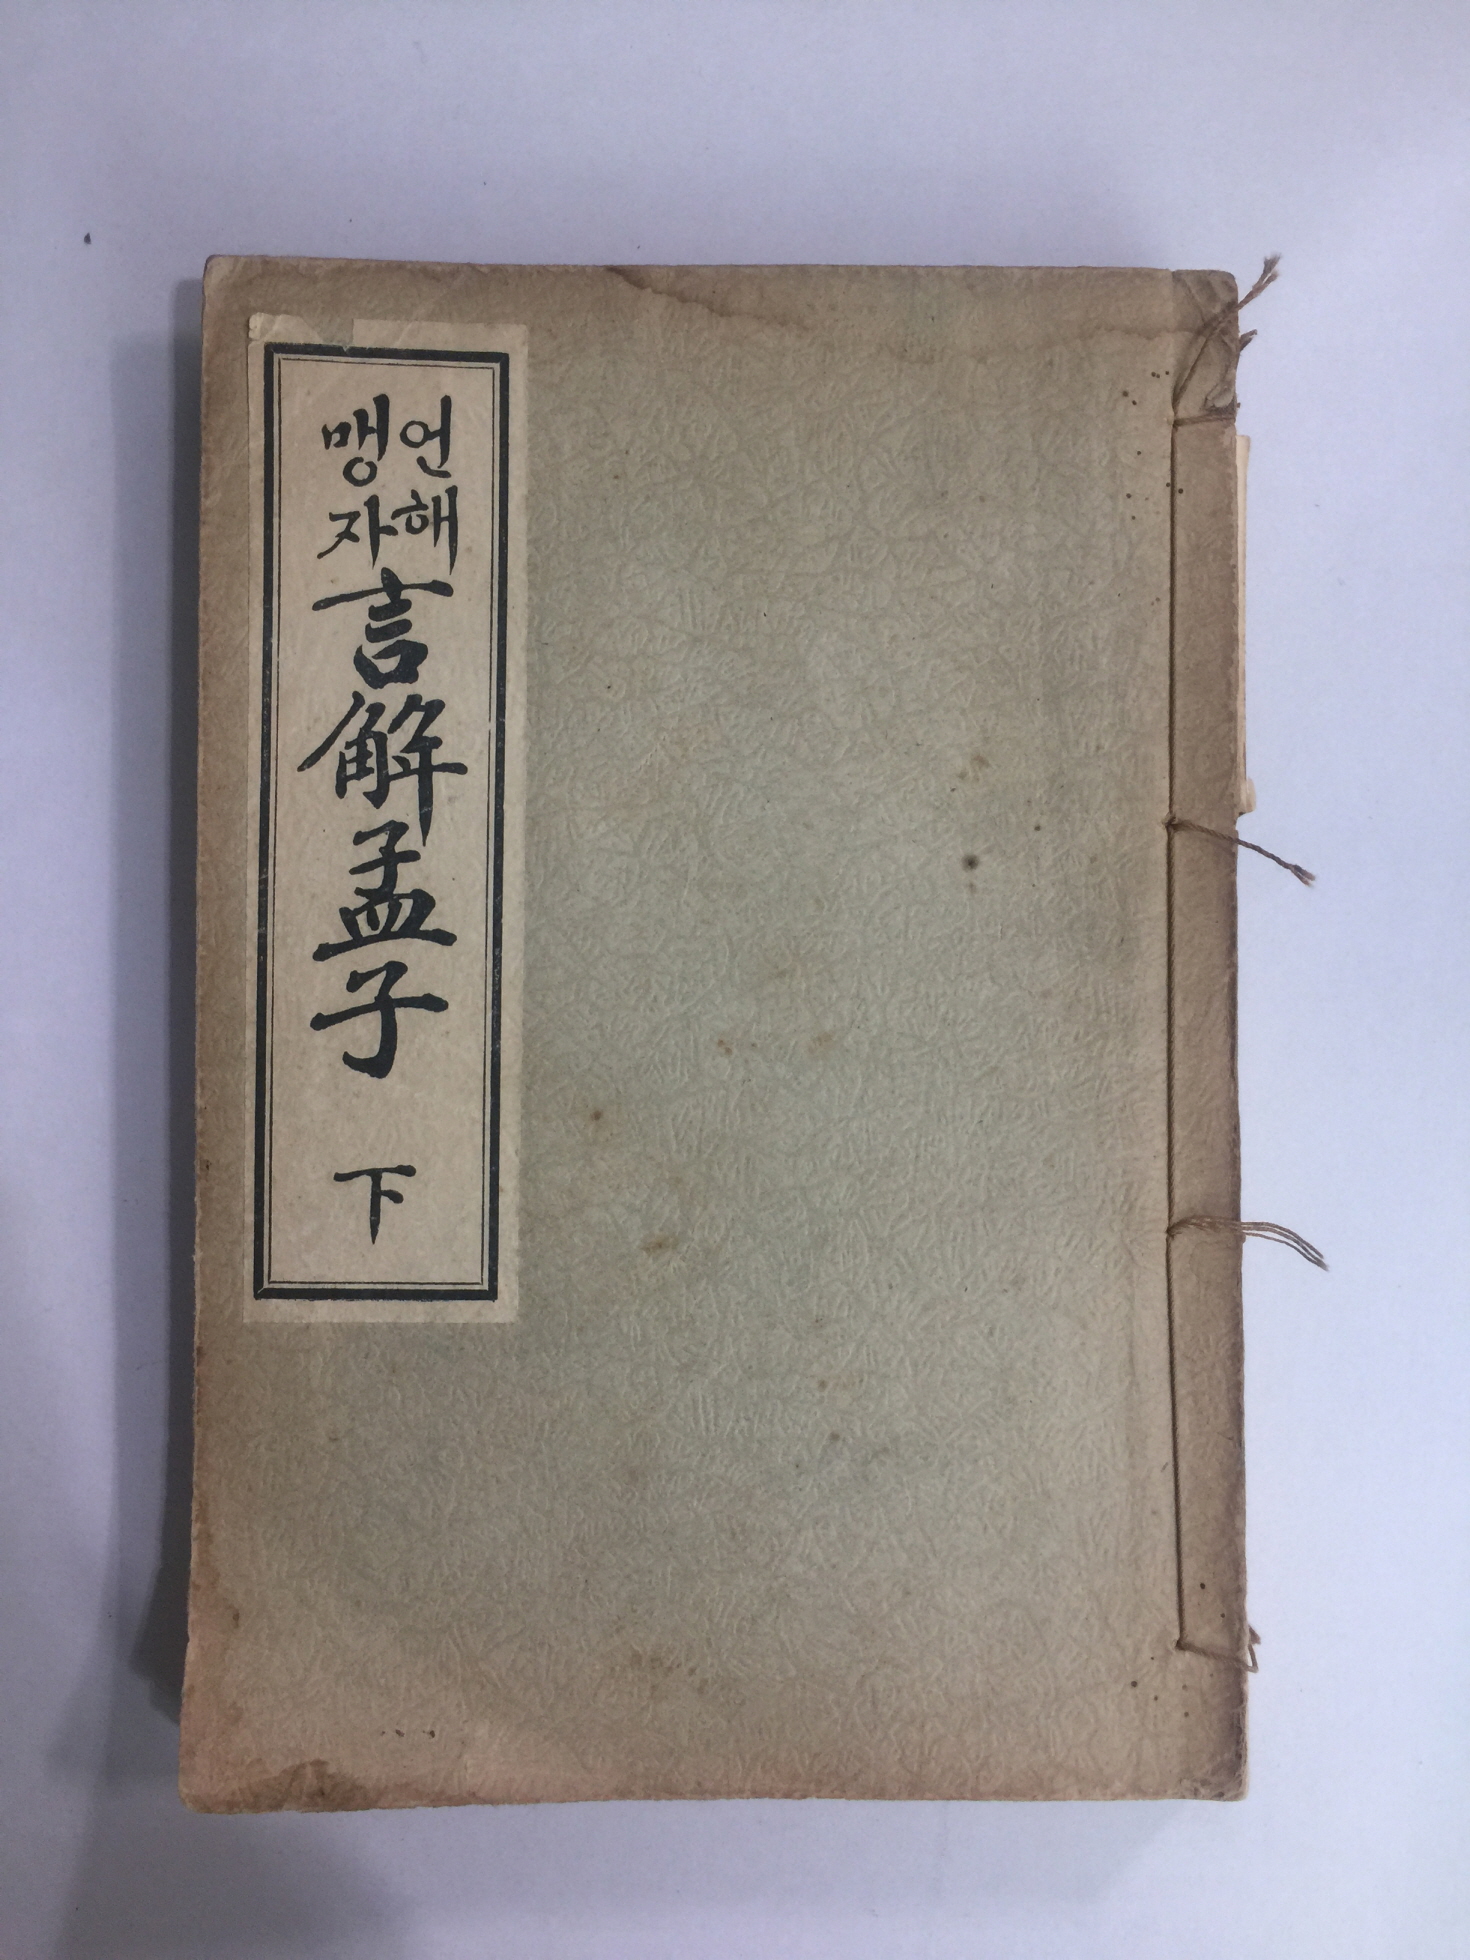 언해
맹자
言解孟子 下